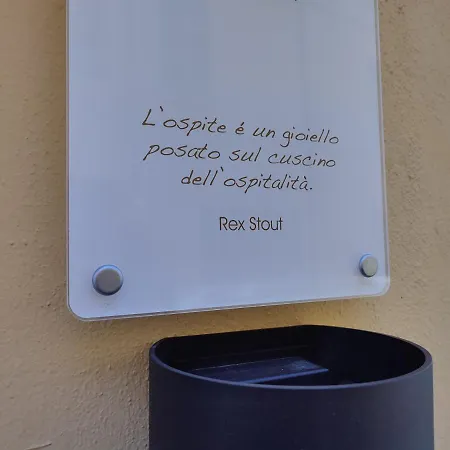 L'ospite é un gioiello
posato sul cuscino
dell'ospitalità.
Rex Stout